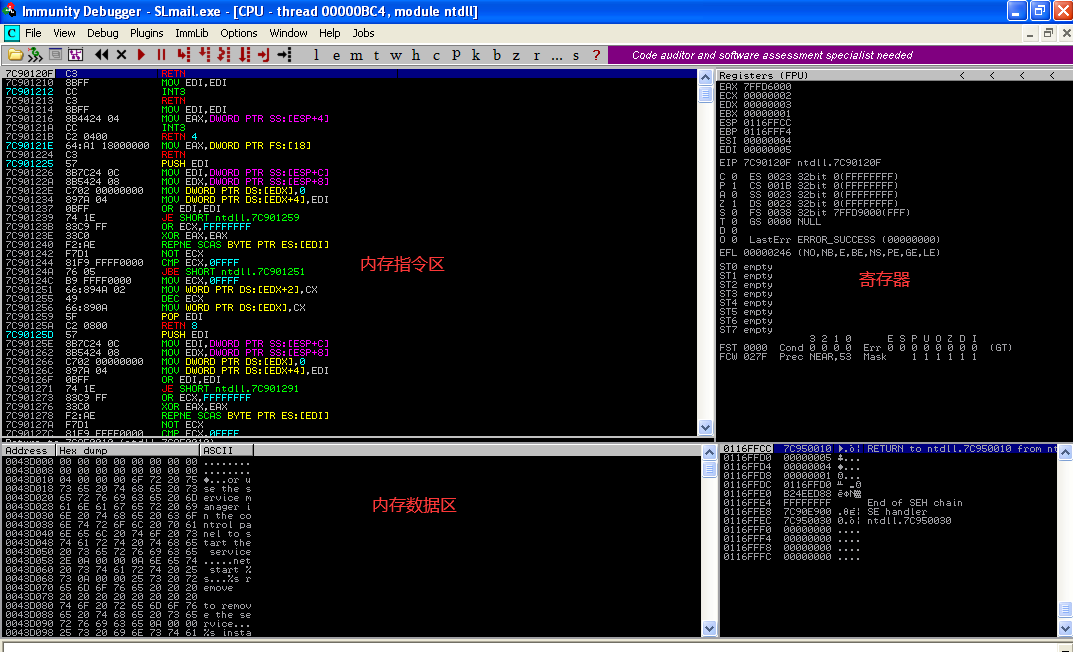 Immunity Debugger - SLmail.exe - [CPU - thread 00000BC4, module ntdll]
C File View Debug Plugins ImmLib Options Window Help Jobs
l e m t w h c P k b z r ... s ? Code auditor and software assessment specialist needed
7C90120F C3 RETN
7C901210 8BFF MOV EDI,EDI
7C901212 CC INT3
7C901213 C3 RETN
7C901214 8BFF MOV EDI,EDI
7C901216 8B4424 04 MOV EAX,DWORD PTR SS:[ESP+4]
7C90121A CC INT3
7C90121B C2 0400 RETN 4
7C90121E 64:A1 18000000 MOV EAX,DWORD PTR FS:[18]
7C901224 C3 RETN
7C901225 57 PUSH EDI
7C901226 8B7C24 0C MOV EDI,DWORD PTR SS:[ESP+C]
7C90122A 8B5424 08 MOV EDX,DWORD PTR SS:[ESP+8]
7C90122E C702 00000000 MOV DWORD PTR DS:[EDX],0
7C901234 897A 04 MOV DWORD PTR DS:[EDX+4],EDI
7C901237 0BFF OR EDI,EDI
7C901239 74 1E JE SHORT ntdll.7C901259
7C90123B 83C9 FF OR ECX,FFFFFFFF
7C90123E 33C0 XOR EAX,EAX
7C901240 F2:AE REPNE SCAS BYTE PTR ES:[EDI]
7C901242 F7D1 NOT ECX
7C901244 81F9 FFFF0000 CMP ECX,0FFFF
7C90124A 76 05 JBE SHORT ntdll.7C901251
7C90124C B9 FFFF0000 MOV ECX,0FFFF
7C901251 66:894A 02 MOV WORD PTR DS:[EDX+2],CX
7C901255 49 DEC ECX
7C901256 66:890A MOV WORD PTR DS:[EDX],CX
7C901259 5F POP EDI
7C90125A C2 0800 RETN 8
7C90125D 57 PUSH EDI
7C90125E 8B7C24 0C MOV EDI,DWORD PTR SS:[ESP+C]
7C901262 8B5424 08 MOV EDX,DWORD PTR SS:[ESP+8]
7C901266 C702 00000000 MOV DWORD PTR DS:[EDX],0
7C90126C 897A 04 MOV DWORD PTR DS:[EDX+4],EDI
7C90126F 0BFF OR EDI,EDI
7C901271 74 1E JE SHORT ntdll.7C901291
7C901273 83C9 FF OR ECX,FFFFFFFF
7C901276 33C0 XOR EAX,EAX
7C901278 F2:AE REPNE SCAS BYTE PTR ES:[EDI]
7C90127A F7D1 NOT ECX
7C90127C 81F9 FFFF0000 CMP ECX,0FFFF
内存指令区
Registers (FPU) < < < <
EAX 7FFD6000
ECX 00000002
EDX 00000003
EBX 00000001
ESP 0116FFCC
EBP 0116FFF4
ESI 00000004
EDI 00000005
EIP 7C90120F ntdll.7C90120F
C 0 ES 0023 32bit 0(FFFFFFFF)
P 1 CS 001B 32bit 0(FFFFFFFF)
A 0 SS 0023 32bit 0(FFFFFFFF)
Z 1 DS 0023 32bit 0(FFFFFFFF)
S 0 FS 0038 32bit 7FFD9000(FFF)
T 0 GS 0000 NULL
D 0
O 0 LastErr ERROR_SUCCESS (00000000)
EFL 00000246 (NO,NB,E,BE,NS,PE,GE,LE)
ST0 empty
ST1 empty
ST2 empty
ST3 empty
ST4 empty
ST5 empty
ST6 empty
ST7 empty
3 2 1 0 E S P U O Z D I
FST 0000 Cond 0 0 0 0 Err 0 0 0 0 0 0 0 0 (GT)
FCW 027F Prec NEAR,53 Mask 1 1 1 1 1 1
寄存器
Address Hex dump ASCII
0043D000 00 00 00 00 00 00 00 00 ........
0043D008 00 00 00 00 00 00 00 00 ........
0043D010 04 00 00 00 6F 72 20 75 ♦...or u
0043D018 73 65 20 74 68 65 20 73 se the s
0043D020 65 72 76 69 63 65 20 6D ervice m
0043D028 61 6E 61 67 65 72 20 69 anager i
0043D030 6E 20 74 68 65 20 63 6F n the co
0043D038 6E 74 72 6F 6C 20 70 61 ntrol pa
0043D040 6E 65 6C 20 74 6F 20 73 nel to s
0043D048 74 61 72 74 20 74 68 65 tart the
0043D050 20 73 65 72 76 69 63 65 service
0043D058 2E 0A 00 00 0A 6E 65 74 .....net
0043D060 20 73 74 61 72 74 20 25 start %
0043D068 73 0A 00 00 25 73 20 72 s...%s r
0043D070 65 6D 6F 76 65 20 20 20 emove
0043D078 20 20 20 20 20 20 20 20
0043D080 74 6F 20 72 65 6D 6F 76 to remov
0043D088 65 20 74 68 65 20 73 65 e the se
0043D090 72 76 69 63 65 0A 00 00 rvice...
0043D098 25 73 20 69 6E 73 74 61 %s insta
内存数据区
0116FFCC 7C950010 RETURN to ntdll.7C950010 from nt
0116FFD0 00000005 ♣...
0116FFD4 00000004 ♦...
0116FFD8 00000001
0116FFDC 0116FFD0
0116FFE0 B24EED88
0116FFE4 FFFFFFFF End of SEH chain
0116FFE8 7C90E900 SE handler
0116FFEC 7C950030 ntdll.7C950030
0116FFF0 00000000 ....
0116FFF4 00000000 ....
0116FFF8 00000000 ....
0116FFFC 00000000 ....